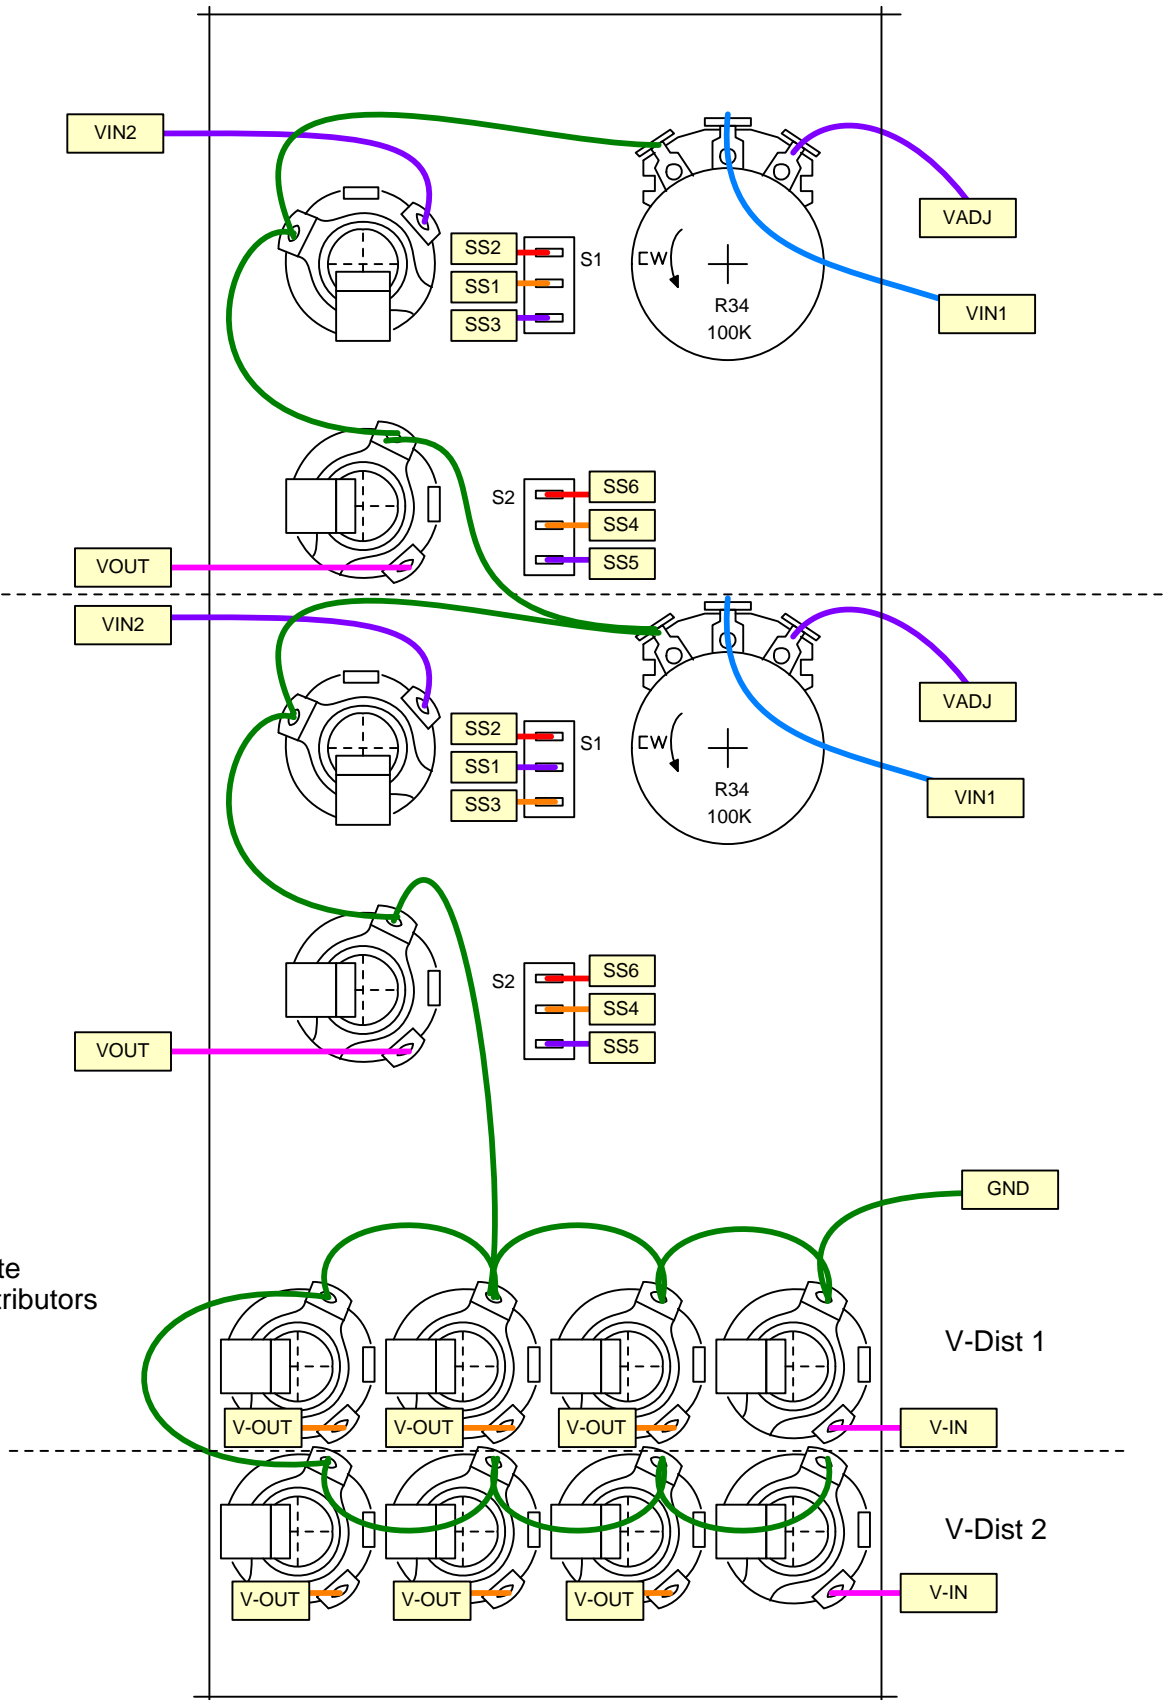 VIN2
VADJ
SS2
S1
SS1
CW
R34
VIN1
SS3
100K
SS6
S2
SS4
SS5
VOUT
VIN2
VADJ
SS2
S1
SS1
CW
R34
VIN1
SS3
100K
SS6
S2
SS4
SS5
VOUT
GND
te
tributors
V-Dist 1
V-OUT
V-OUT
V-OUT
V-IN
V-Dist 2
V-OUT
V-OUT
V-OUT
V-IN